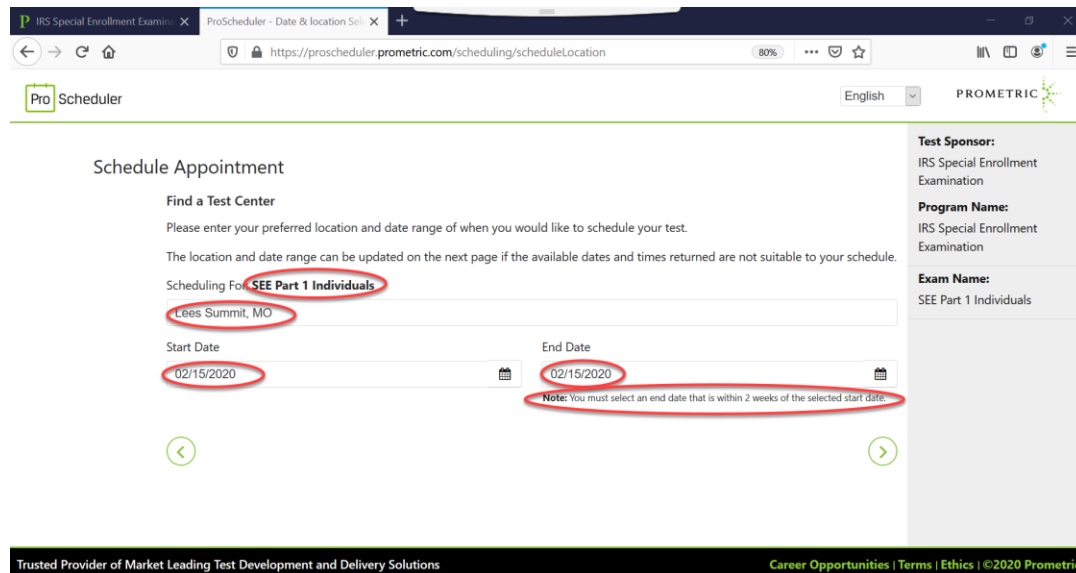 IRS Special Enrollment Examin
ProScheduler - Date & location Sele
https://proscheduler.prometric.com/scheduling/scheduleLocation
80%
Pro Scheduler
English
PROMETRIC
Schedule Appointment
Find a Test Center
Please enter your preferred location and date range of when you would like to schedule your test.
The location and date range can be updated on the next page if the available dates and times returned are not suitable to your schedule.
Scheduling For SEE Part 1 Individuals
Lees Summit, MO
Start Date
End Date
02/15/2020
02/15/2020
Note: You must select an end date that is within 2 weeks of the selected start date.
Test Sponsor:
IRS Special Enrollment
Examination
Program Name:
IRS Special Enrollment
Examination
Exam Name:
SEE Part 1 Individuals
Trusted Provider of Market Leading Test Development and Delivery Solutions
Career Opportunities | Terms | Ethics | ©2020 Prometric